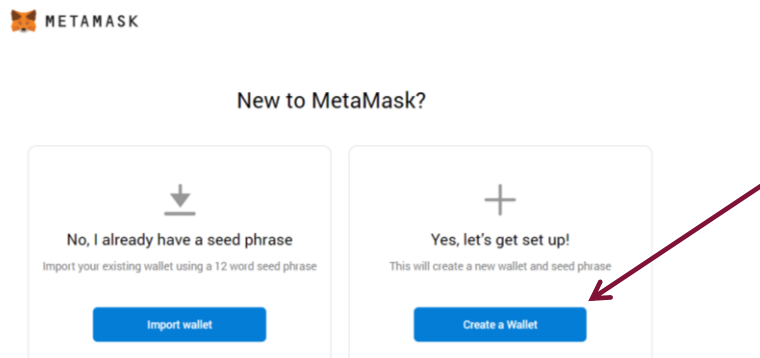 METAMASK
New to MetaMask?
No, I already have a seed phrase
Import your existing wallet using a 12 word seed phrase
Import wallet
Yes, let's get set up!
This will create a new wallet and seed phrase
Create a Wallet